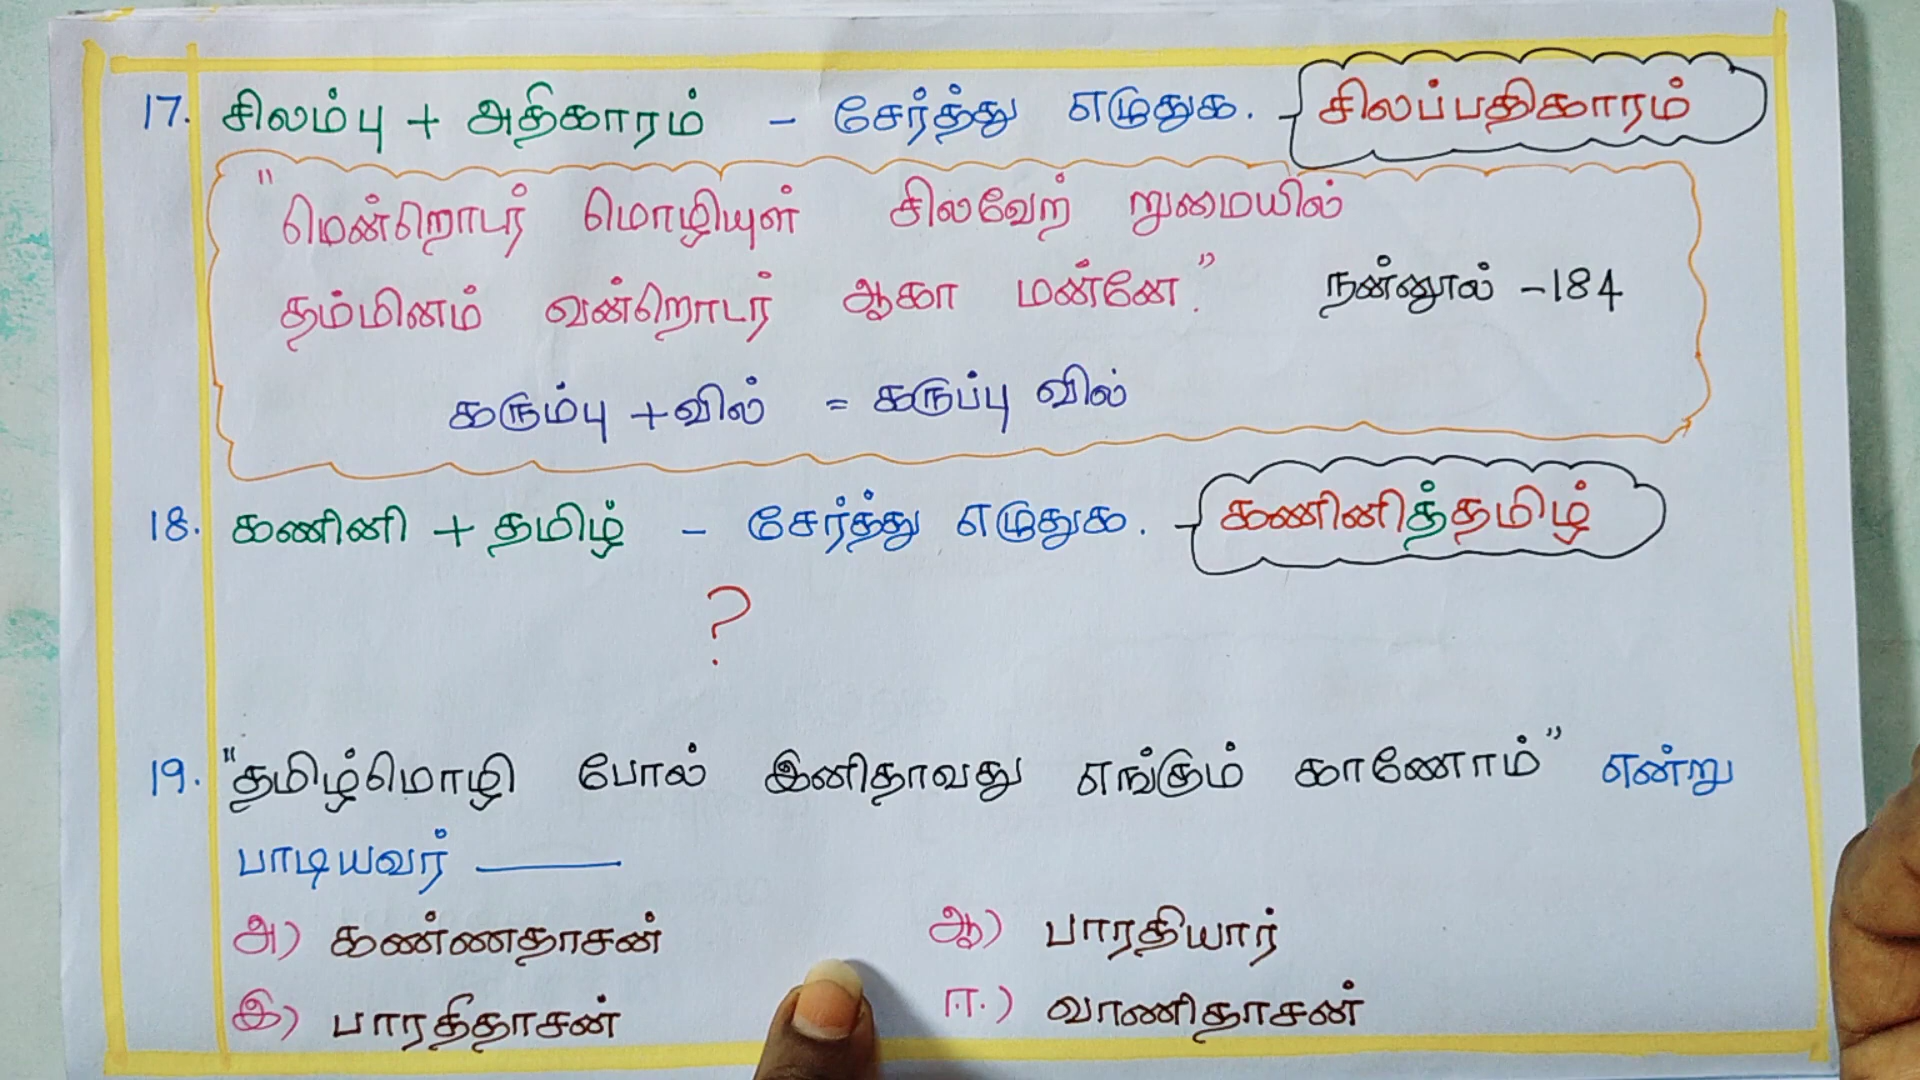 17. சிலம்பு + அதிகாரம் - சேர்த்து எழுதுக. - சிலப்பதிகாரம்
"மென்றொடர் மொழியுள் சிலவேற் றுமையில்
தம்மினம் வன்றொடர் ஆகா மன்னே." நன்னூல் -184
கரும்பு + வில் = கருப்பு வில்
18. கணினி + தமிழ் - சேர்த்து எழுதுக. - கணினித்தமிழ்
?
19. "தமிழ்மொழி போல் இனிதாவது எங்கும் காணோம்" என்று
பாடியவர் ———
அ) கண்ணதாசன் ஆ) பாரதியார்
இ) பாரதிதாசன் ஈ.) வாணிதாசன்